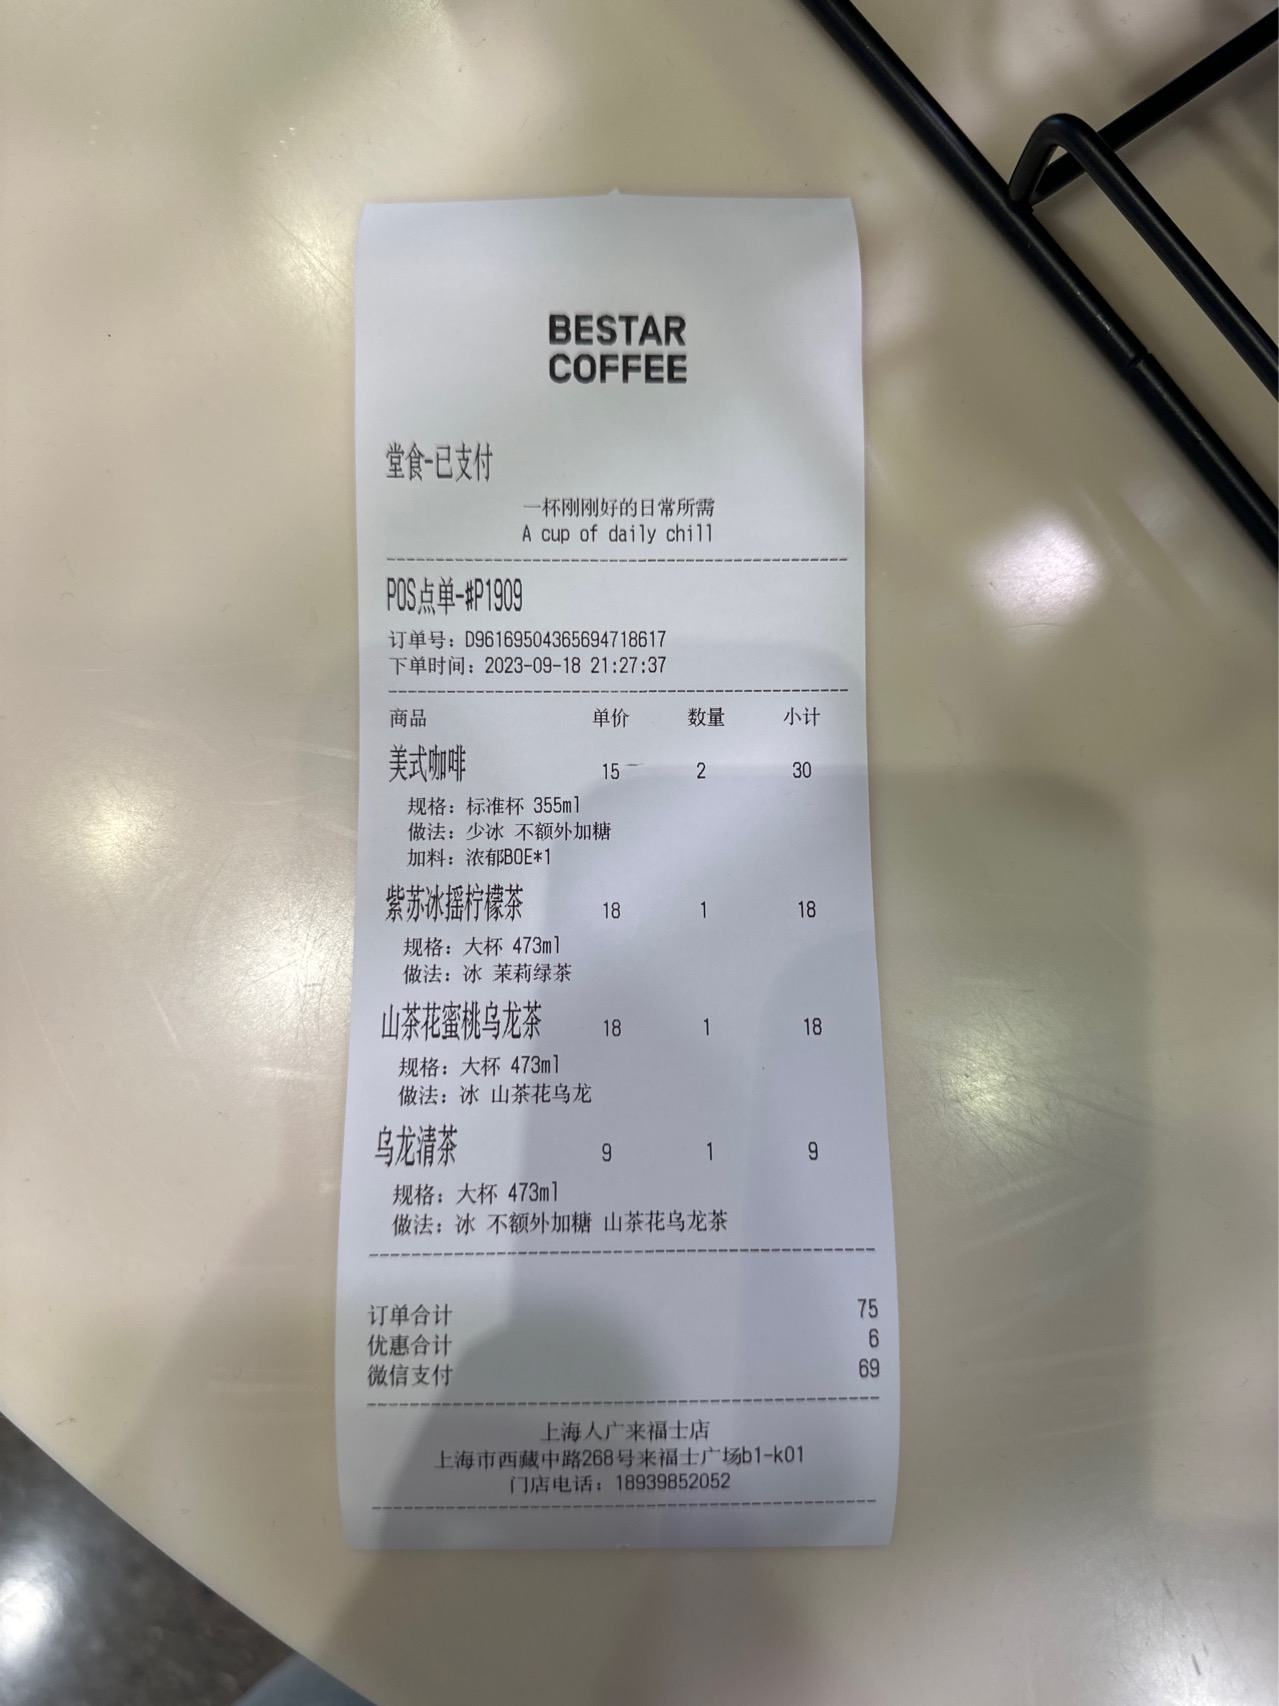 BESTAR
COFFEE
堂食-已支付
一杯刚刚好的日常所需
A cup of daily chill
POS点单-#P1909
订单号：D96169504365694718617
下单时间：2023-09-18 21:27:37
商品 单价 数量 小计
美式咖啡 15 2 30
规格：标准杯 355ml
做法：少冰 不额外加糖
加料：浓郁BOE*1
紫苏冰摇柠檬茶 18 1 18
规格：大杯 473ml
做法：冰 茉莉绿茶
山茶花蜜桃乌龙茶 18 1 18
规格：大杯 473ml
做法：冰 山茶花乌龙
乌龙清茶 9 1 9
规格：大杯 473ml
做法：冰 不额外加糖 山茶花乌龙茶
订单合计 75
优惠合计 6
微信支付 69
上海人广来福士店
上海市西藏中路268号来福士广场b1-k01
门店电话：18939852052